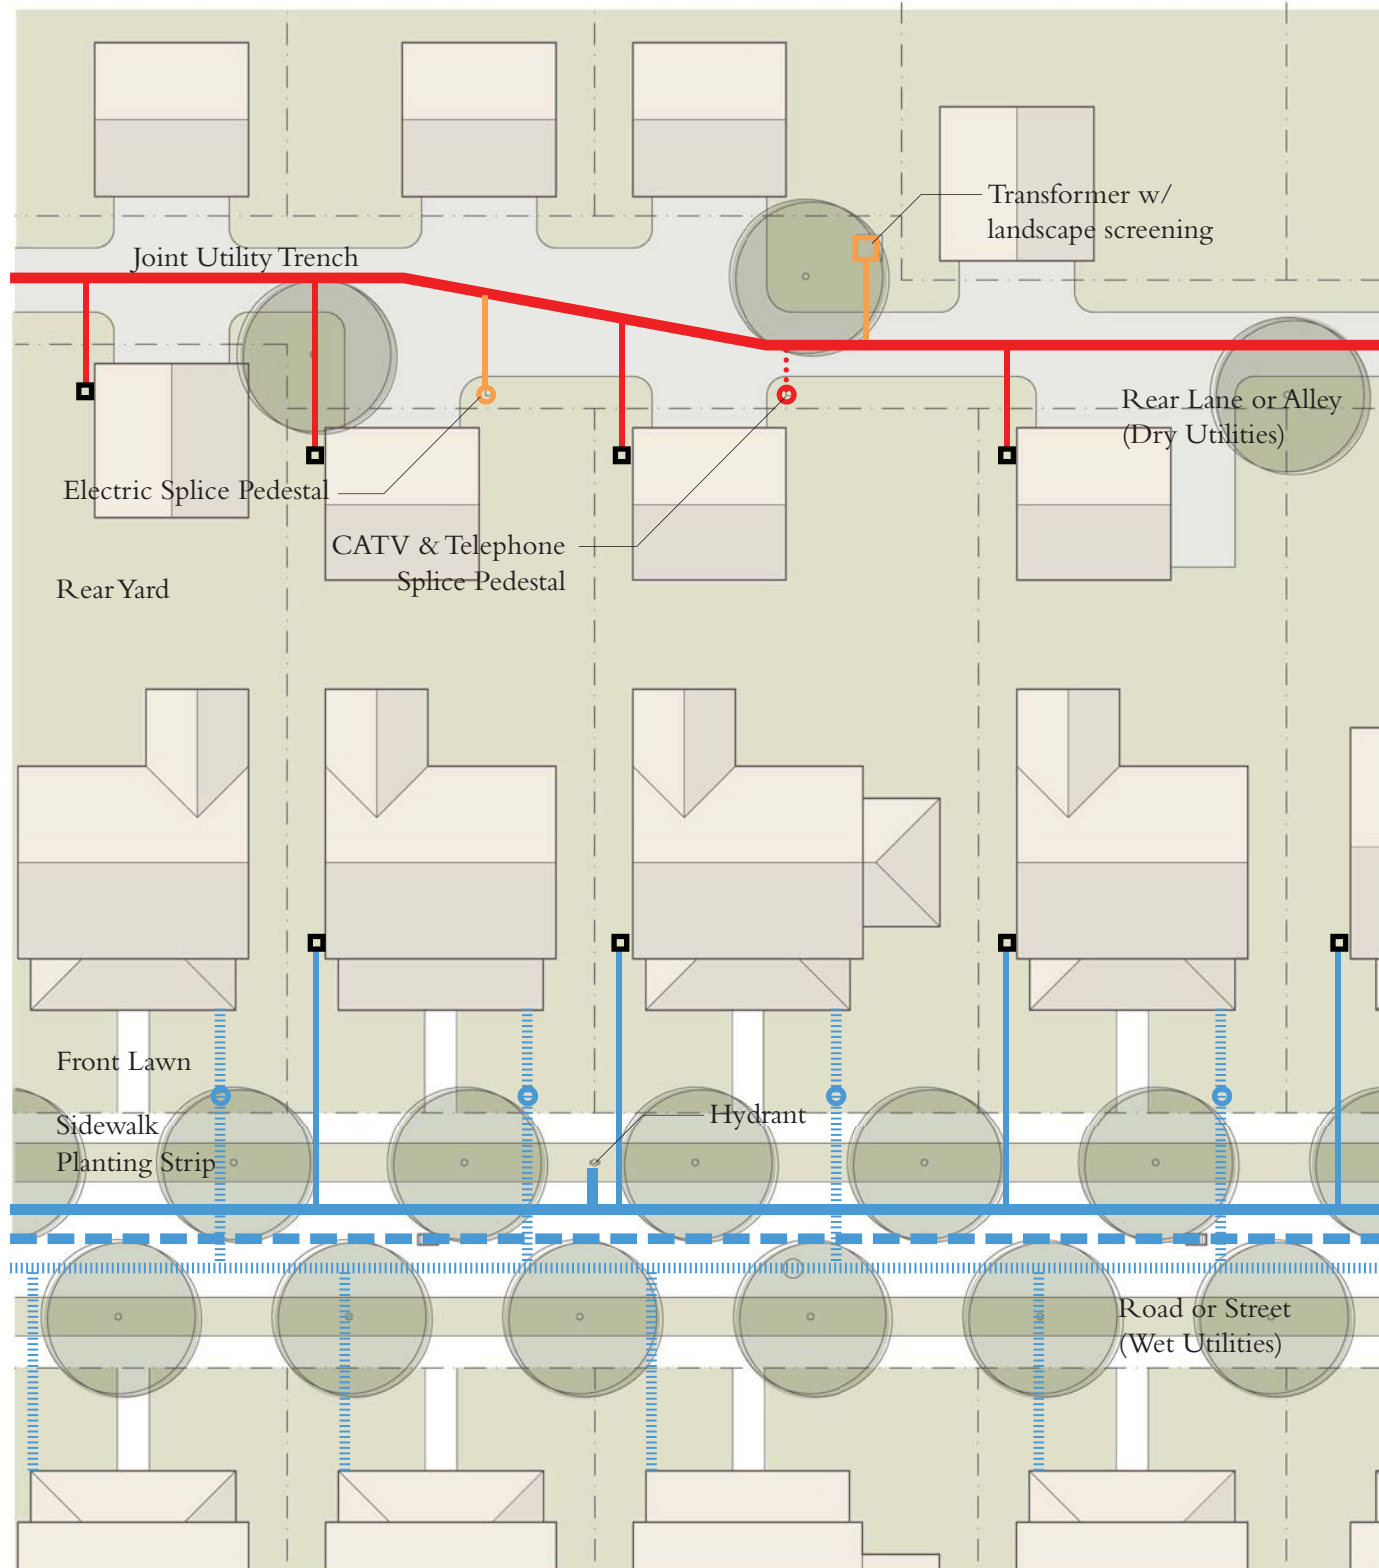 Transformer w/
landscape screening
Joint Utility Trench
Rear Lane or Alley
(Dry Utilities)
Electric Splice Pedestal
CATV & Telephone
Splice Pedestal
Rear Yard
Front Lawn
Hydrant
Sidewalk
Planting Strip
Road or Street
(Wet Utilities)